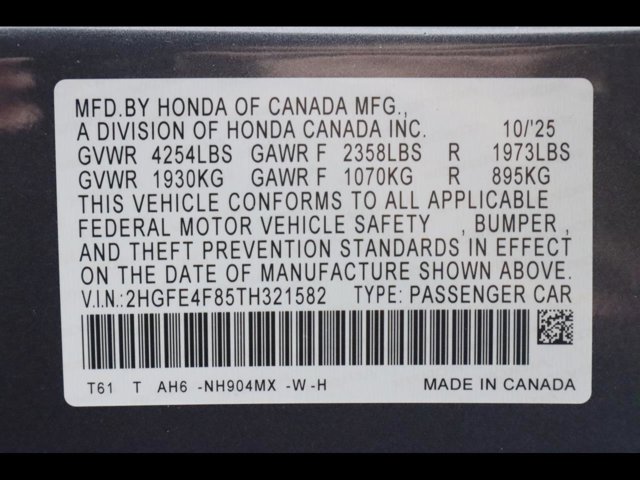 MFD.BY HONDA OF CANADA MFG.,
A DIVISION OF HONDA CANADA INC. 10/'25
GVWR 4254LBS GAWR F 2358LBS R 1973LBS
GVWR 1930KG GAWR F 1070KG R 895KG
THIS VEHICLE CONFORMS TO ALL APPLICABLE
FEDERAL MOTOR VEHICLE SAFETY , BUMPER ,
AND THEFT PREVENTION STANDARDS IN EFFECT
ON THE DATE OF MANUFACTURE SHOWN ABOVE.
V.I.N.:2HGFE4F85TH321582 TYPE: PASSENGER CAR
T61 T AH6 -NH904MX -W-H MADE IN CANADA